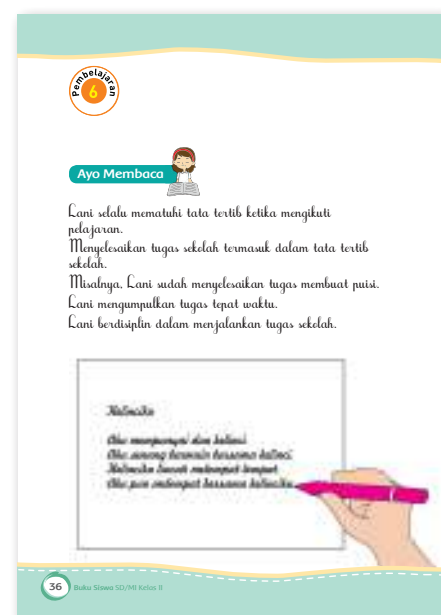 Pembelajaran
6
Ayo Membaca
Lani selalu mematuhi tata tertib ketika mengikuti
pelajaran.
Menyelesaikan tugas sekolah termasuk dalam tata tertib
sekolah.
Misalnya, Lani sudah menyelesaikan tugas membuat puisi.
Lani mengumpulkan tugas tepat waktu.
Lani berdisiplin dalam menjalankan tugas sekolah.
Kelinciku
Aku mempunyai dua kelinci
Aku senang bermain bersama kelinci
Kelinciku lucu melompat-lompat
Aku pun melompat bersama kelinciku
36 Buku Siswa SD/MI Kelas II